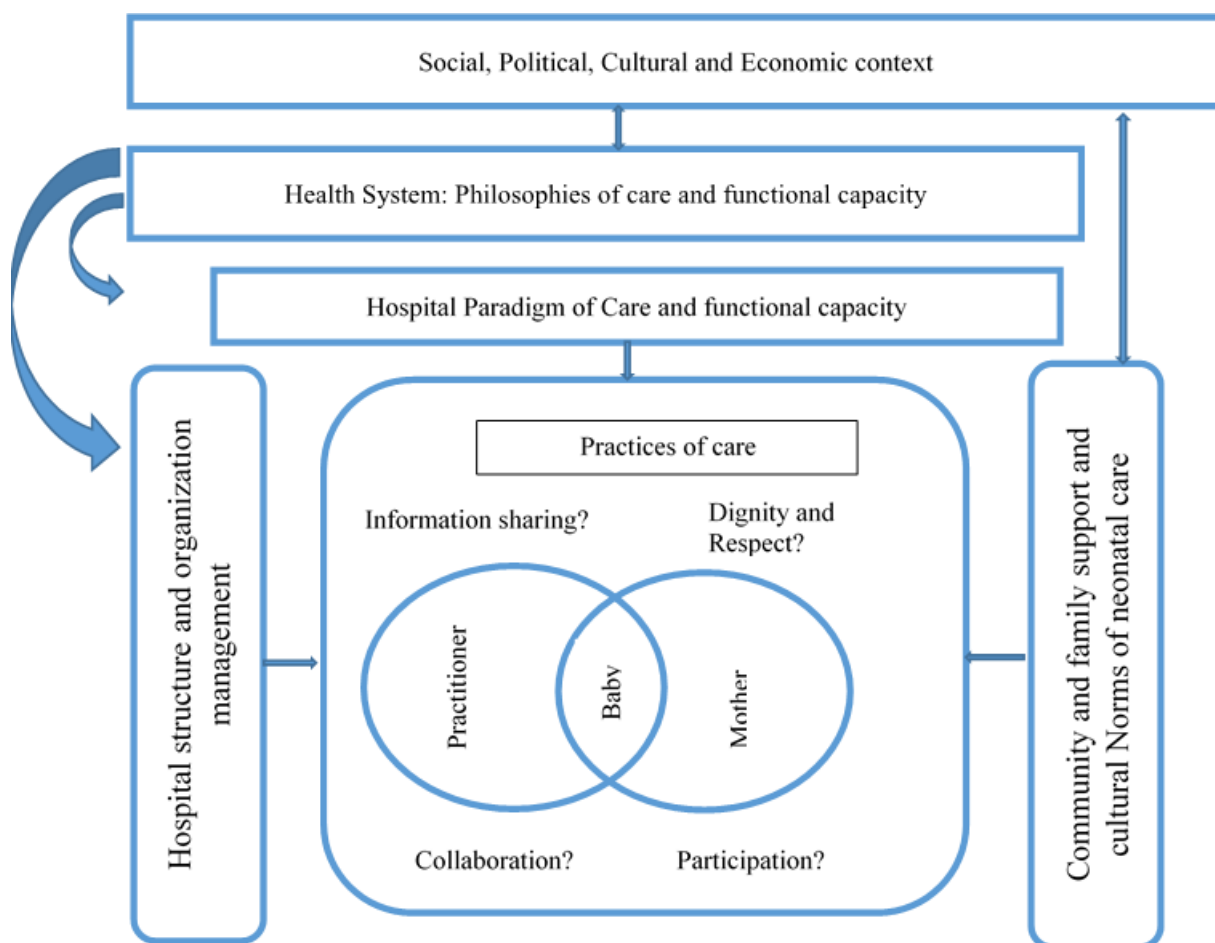 Social, Political, Cultural and Economic context
Health System: Philosophies of care and functional capacity
Hospital Paradigm of Care and functional capacity
Hospital structure and organization
management
Practices of care
Information sharing?
Dignity and
Respect?
Practitioner
Baby
Mother
Collaboration?
Participation?
Community and family support and
cultural Norms of neonatal care